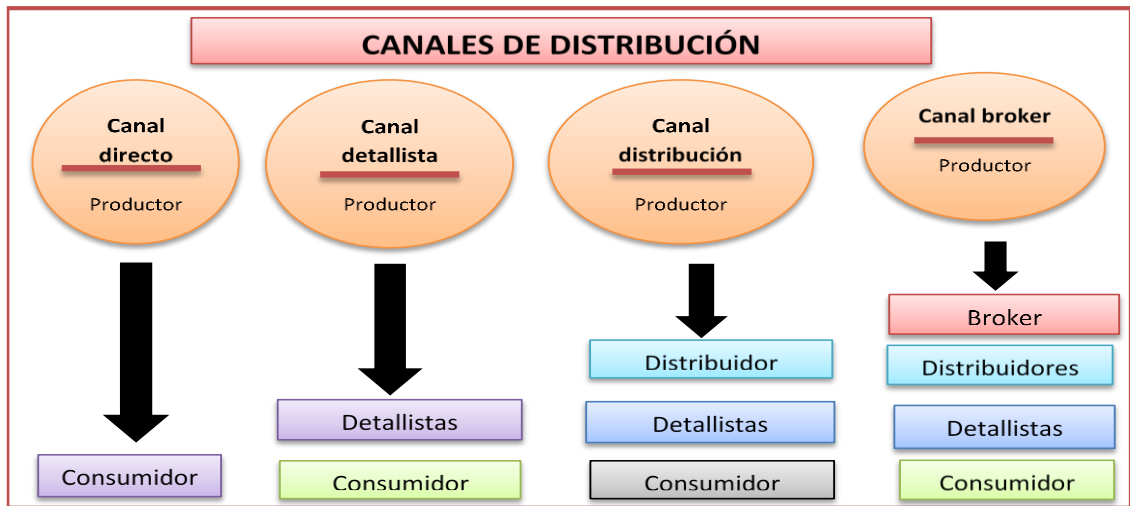 CANALES DE DISTRIBUCIÓN
Canal
directo
Productor
Consumidor
Canal
detallista
Productor
Detallistas
Consumidor
Canal
distribución
Productor
Distribuidor
Detallistas
Consumidor
Canal broker
Productor
Broker
Distribuidores
Detallistas
Consumidor